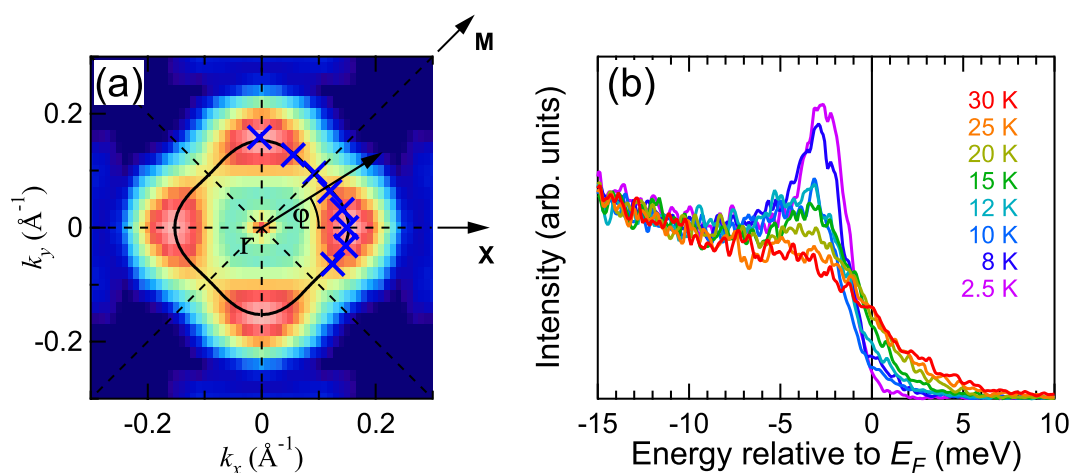 (a)
M
X
φ
Γ
0.2
0
-0.2
k_y (Å⁻¹)
-0.2
0
0.2
k_x (Å⁻¹)
(b)
30 K
25 K
20 K
15 K
12 K
10 K
8 K
2.5 K
Intensity (arb. units)
-15
-10
-5
0
5
10
Energy relative to E_F (meV)